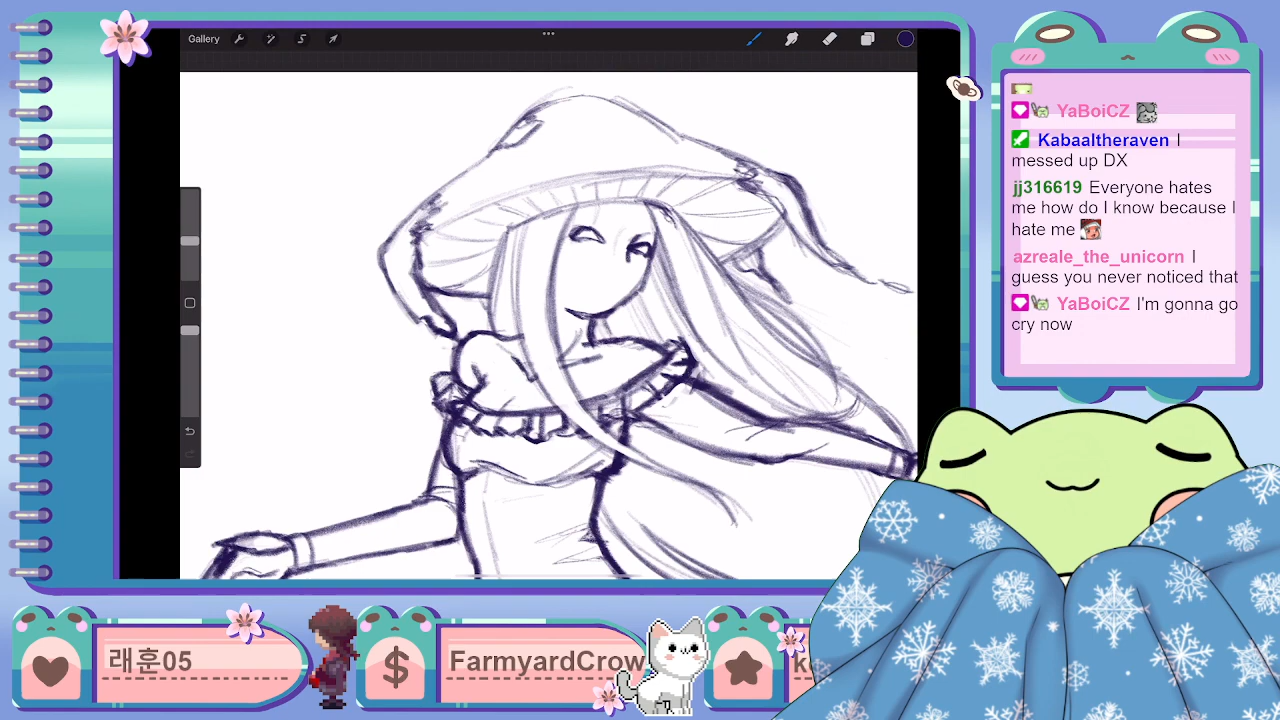 Gallery
YaBoiCZ
Kabaaltheraven I
messed up DX
jj316619 Everyone hates
me how do I know because I
hate me
azreale_the_unicorn I
guess you never noticed that
YaBoiCZ I'm gonna go
cry now
래훈05
$ FarmyardCrow